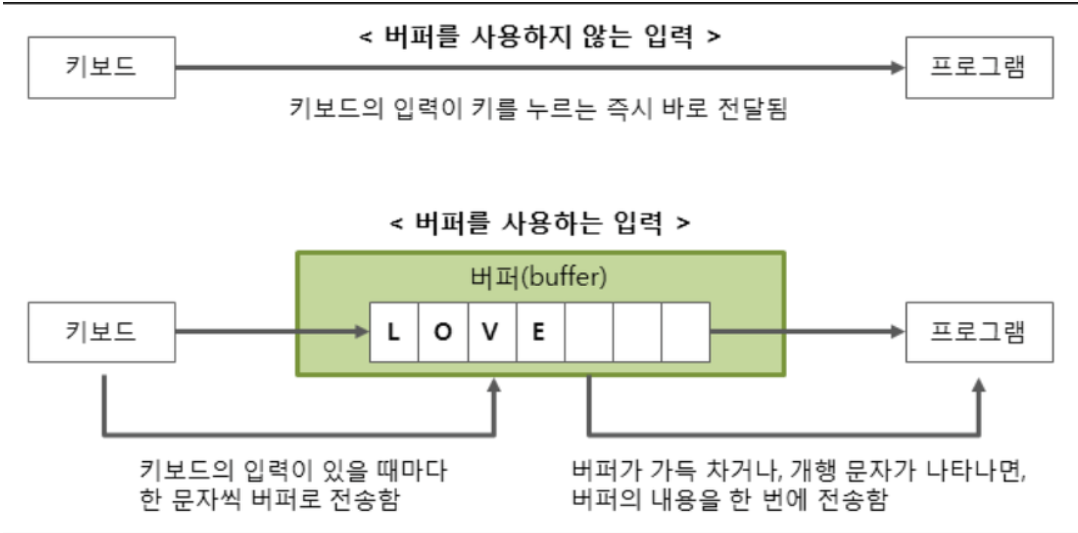 < 버퍼를 사용하지 않는 입력 >
키보드
프로그램
키보드의 입력이 키를 누르는 즉시 바로 전달됨
< 버퍼를 사용하는 입력 >
버퍼(buffer)
키보드
L O V E
프로그램
키보드의 입력이 있을 때마다
한 문자씩 버퍼로 전송함
버퍼가 가득 차거나, 개행 문자가 나타나면,
버퍼의 내용을 한 번에 전송함